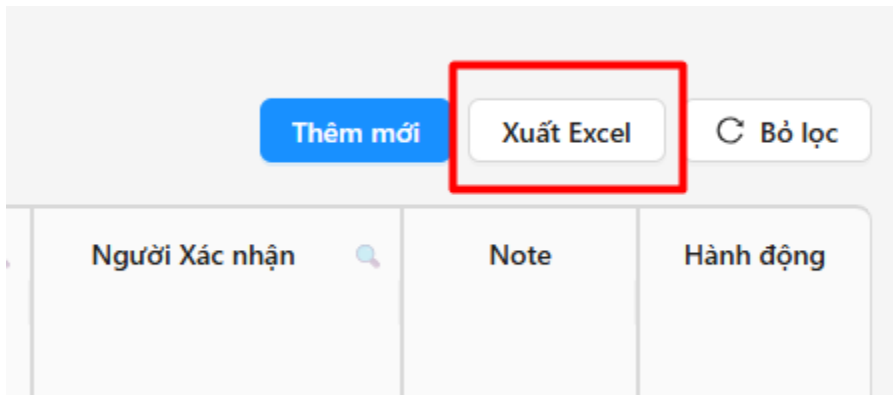 Thêm mới
Xuất Excel
Bỏ lọc
Người Xác nhận
Note
Hành động